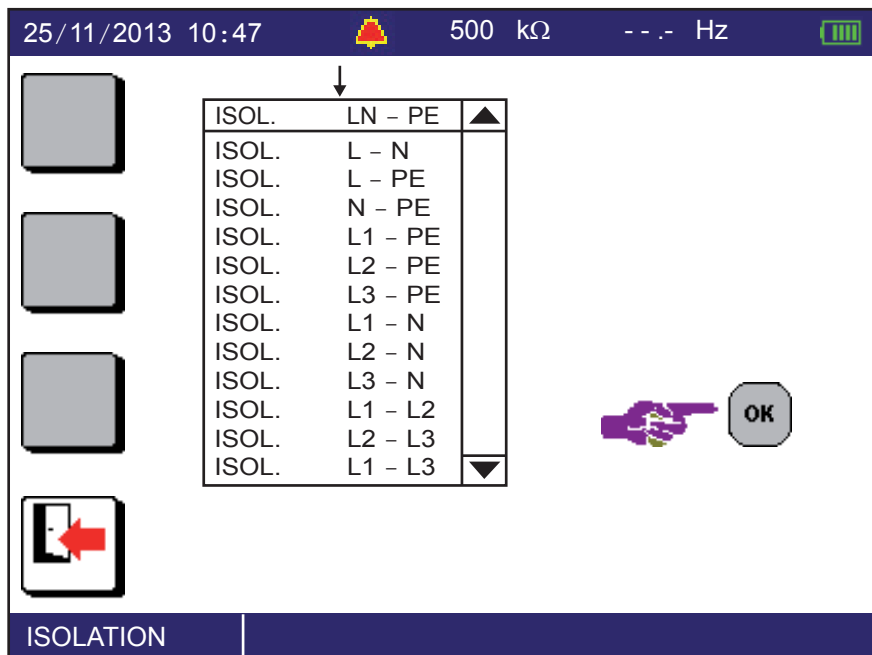 25/11/2013 10:47 500 kΩ - - .- Hz
ISOL. LN – PE
ISOL. L – N
ISOL. L – PE
ISOL. N – PE
ISOL. L1 – PE
ISOL. L2 – PE
ISOL. L3 – PE
ISOL. L1 – N
ISOL. L2 – N
ISOL. L3 – N
ISOL. L1 – L2
ISOL. L2 – L3
ISOL. L1 – L3
OK
ISOLATION